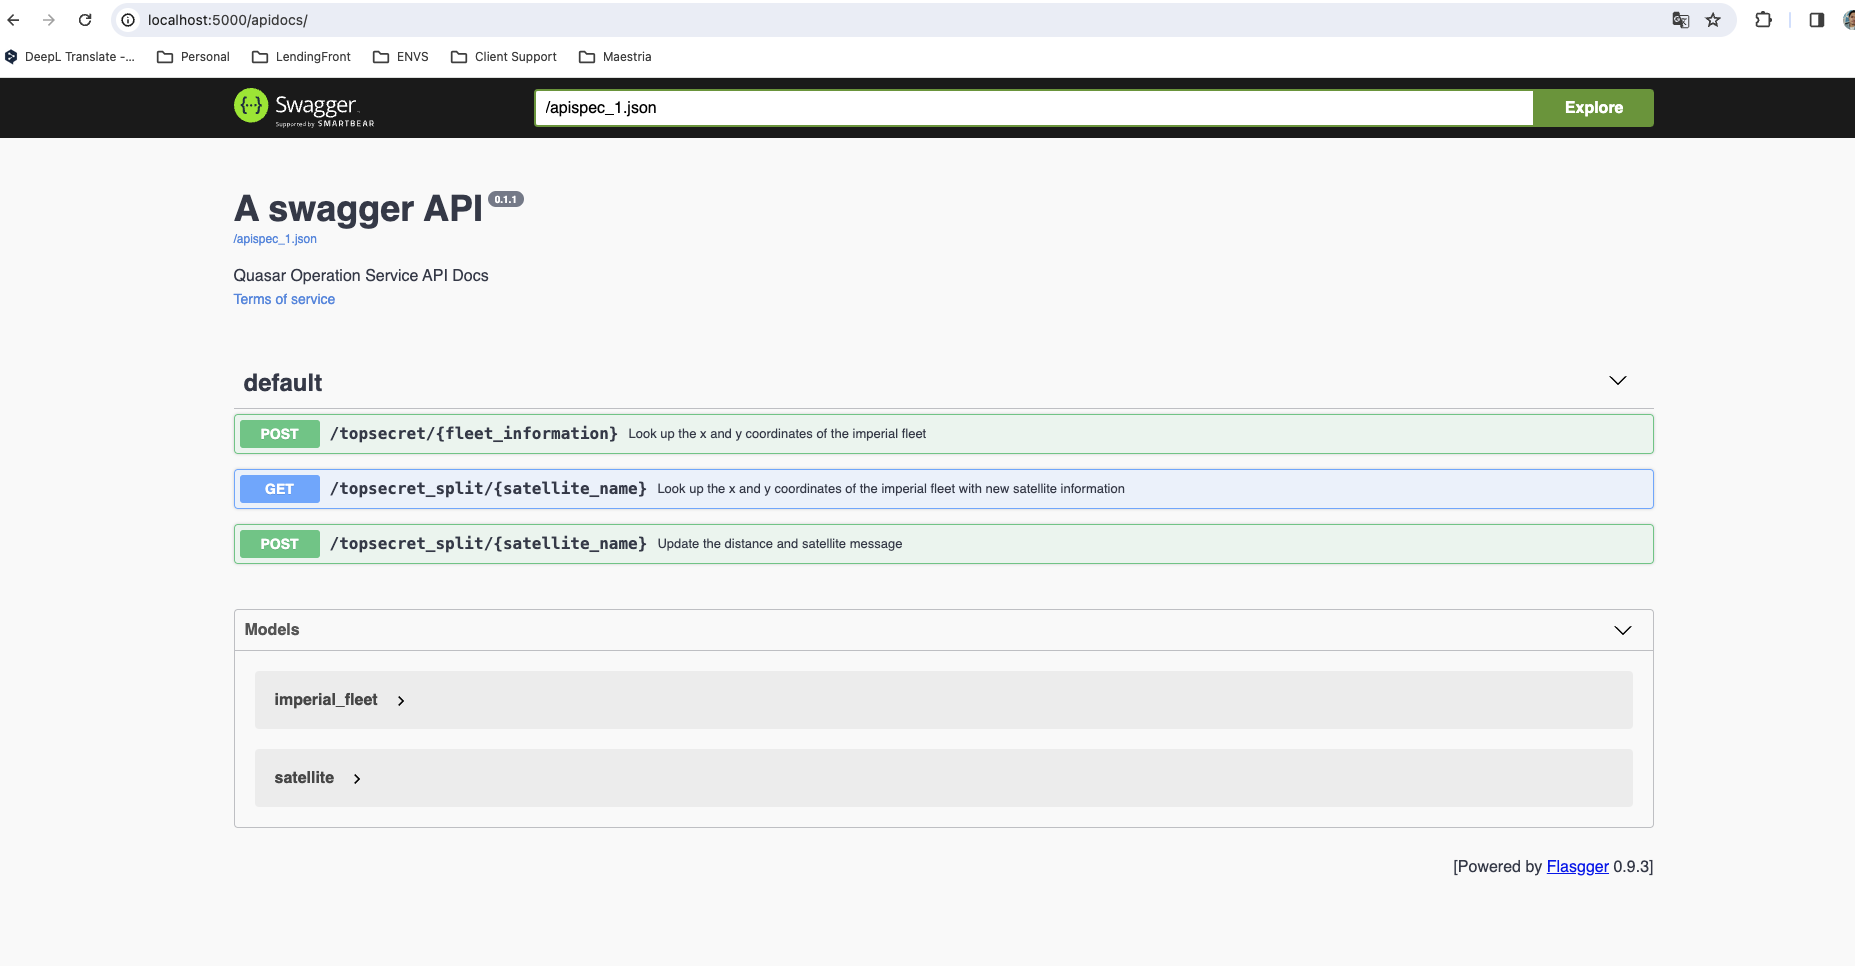 localhost:5000/apidocs/
DeepL Translate -... Personal LendingFront ENVS Client Support Maestria
{...} Swagger
Supported by SMARTBEAR
/apispec_1.json Explore
A swagger API 0.1.1
/apispec_1.json
Quasar Operation Service API Docs
Terms of service
default
POST /topsecret/{fleet_information} Look up the x and y coordinates of the imperial fleet
GET /topsecret_split/{satellite_name} Look up the x and y coordinates of the imperial fleet with new satellite information
POST /topsecret_split/{satellite_name} Update the distance and satellite message
Models
imperial_fleet
satellite
[Powered by Flasgger 0.9.3]